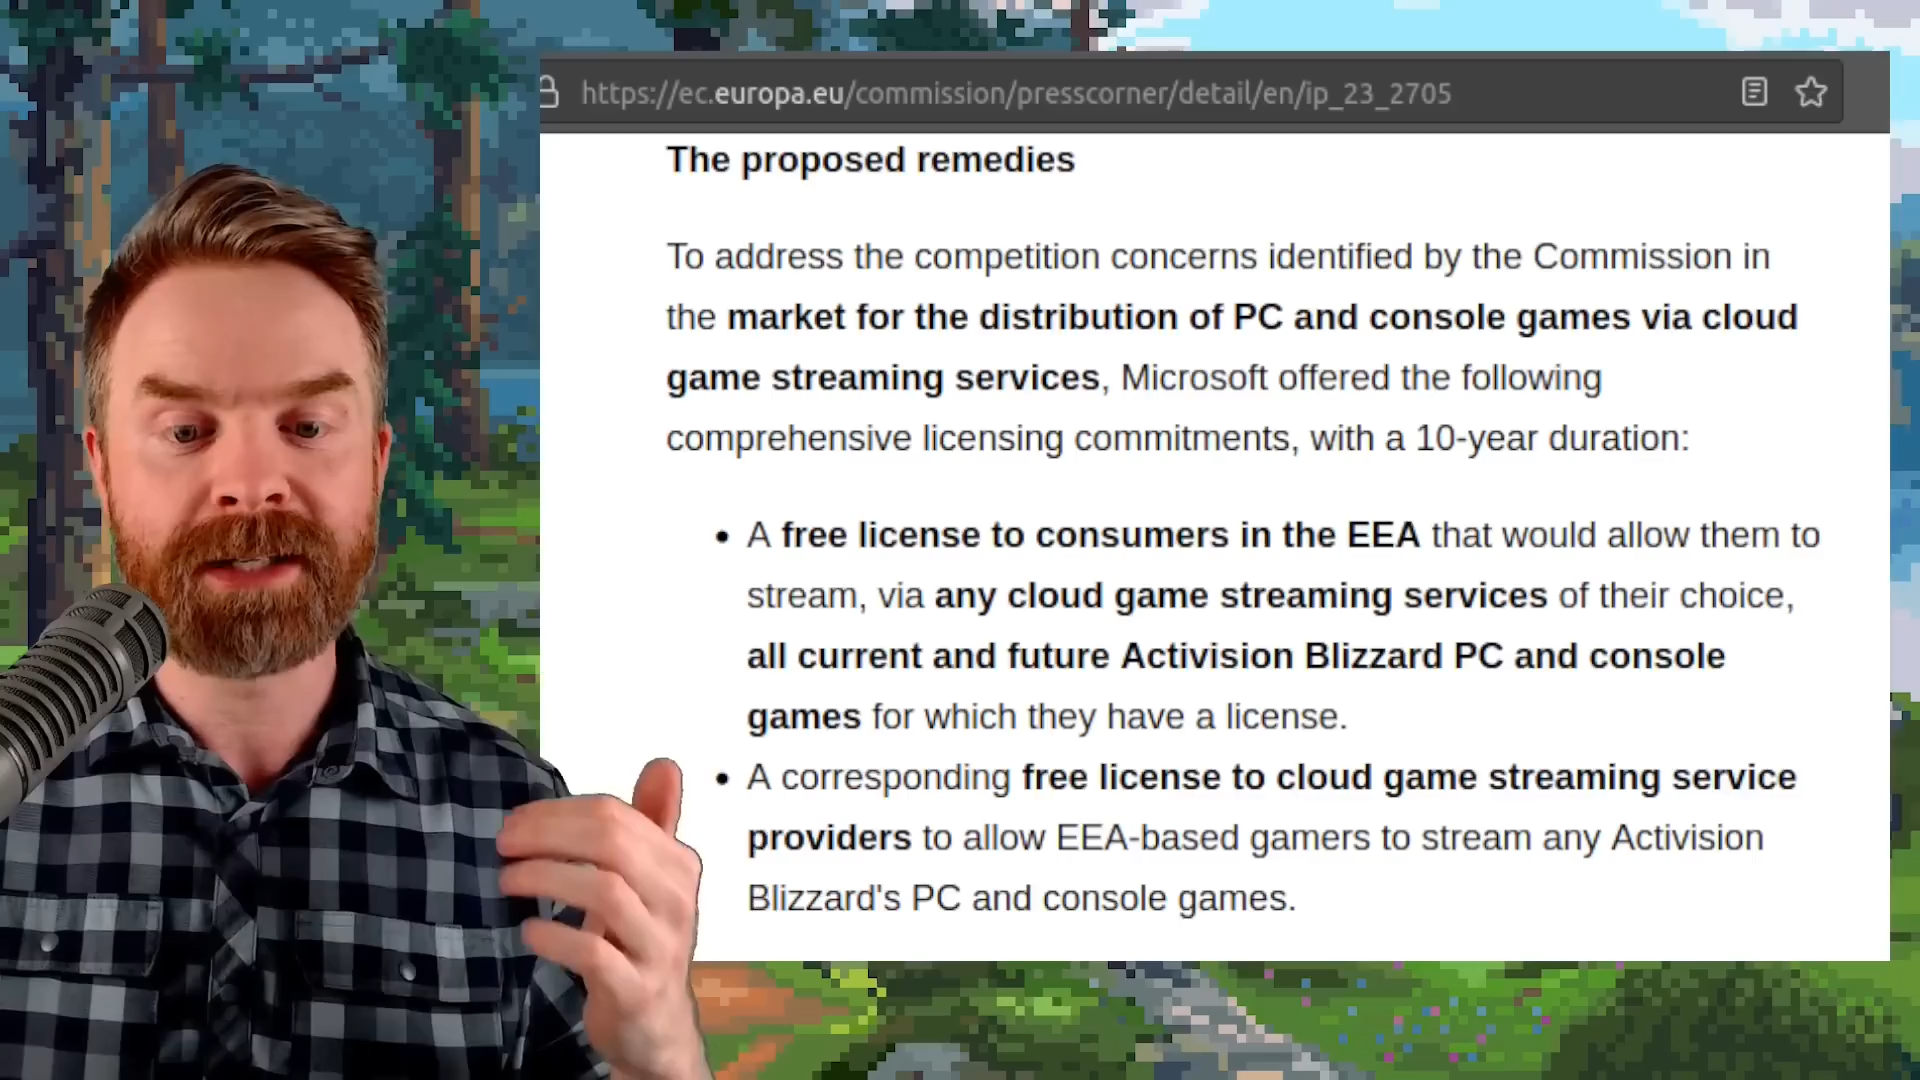 https://ec.europa.eu/commission/presscorner/detail/en/ip_23_2705
The proposed remedies
To address the competition concerns identified by the Commission in
the market for the distribution of PC and console games via cloud
game streaming services, Microsoft offered the following
comprehensive licensing commitments, with a 10-year duration:
• A free license to consumers in the EEA that would allow them to
stream, via any cloud game streaming services of their choice,
all current and future Activision Blizzard PC and console
games for which they have a license.
• A corresponding free license to cloud game streaming service
providers to allow EEA-based gamers to stream any Activision
Blizzard's PC and console games.